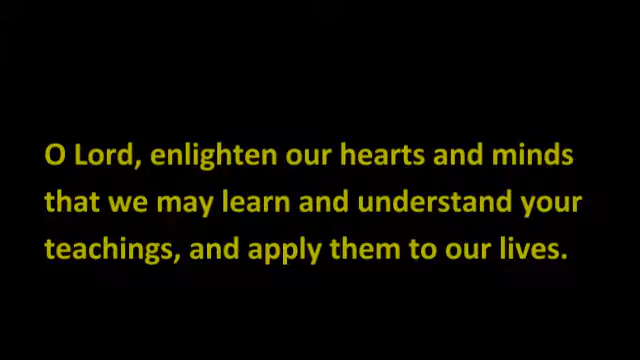 O Lord, enlighten our hearts and minds
that we may learn and understand your
teachings, and apply them to our lives.